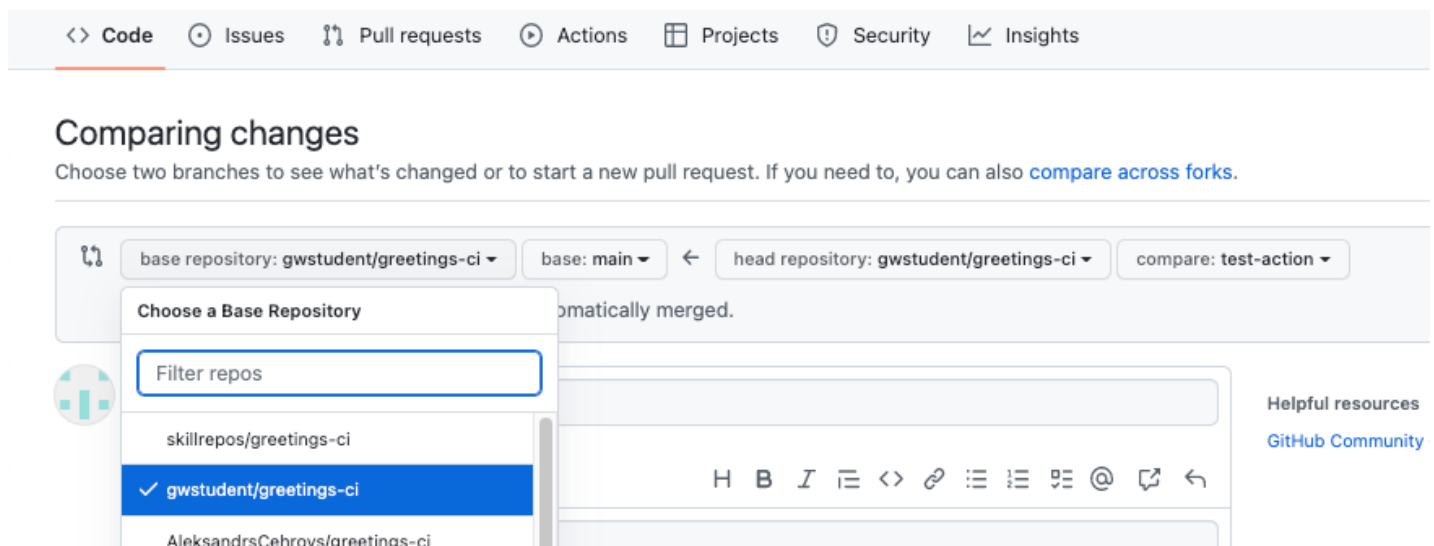 <> Code Issues Pull requests Actions Projects Security Insights
Comparing changes
Choose two branches to see what's changed or to start a new pull request. If you need to, you can also compare across forks.
base repository: gwstudent/greetings-ci base: main ← head repository: gwstudent/greetings-ci compare: test-action
Choose a Base Repository
omatically merged.
Filter repos
skillrepos/greetings-ci
gwstudent/greetings-ci
AleksandrsCehrovs/greetings-ci
H B I <> @
Helpful resources
GitHub Community